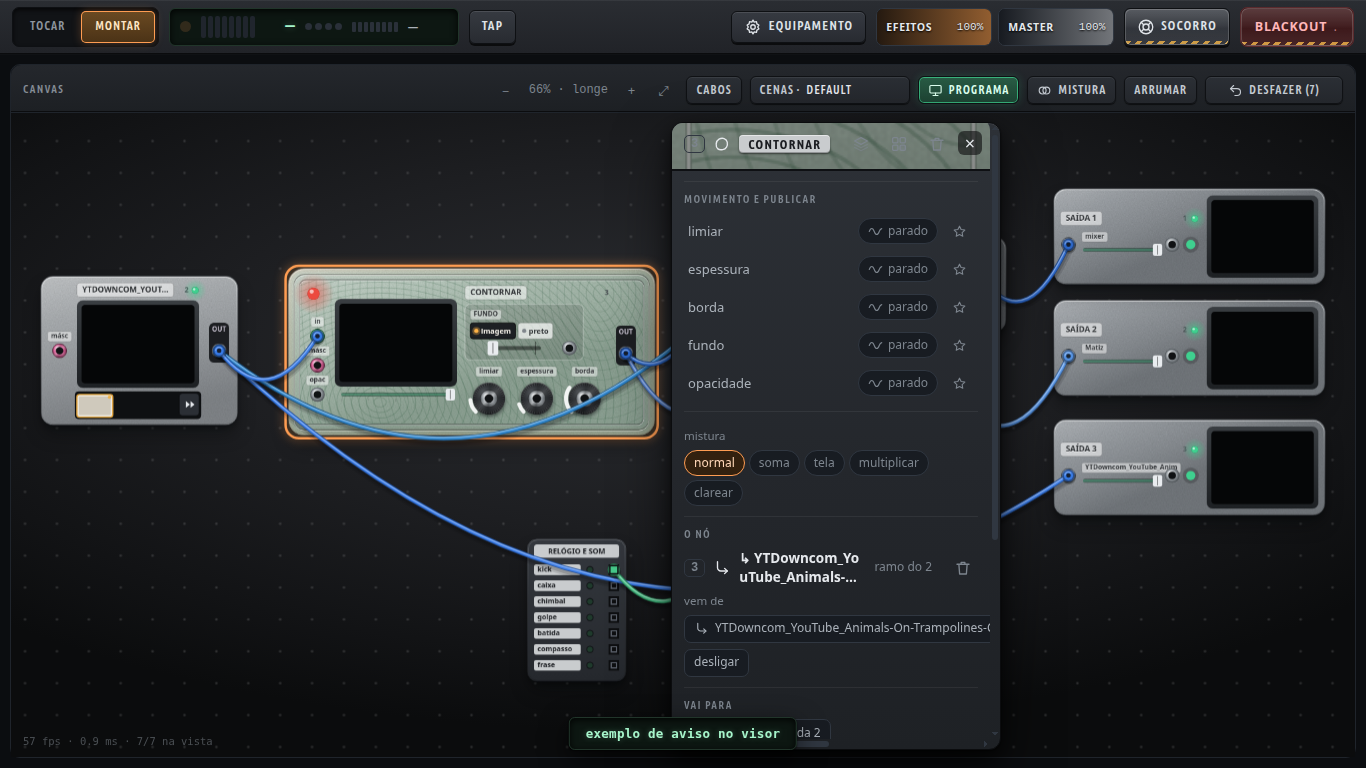 TOCAR
MONTAR
TAP
EQUIPAMENTO
EFEITOS 100%
MASTER 100%
SOCORRO
BLACKOUT
CANVAS
− 66% · longe +
CABOS
CENAS · DEFAULT
PROGRAMA
MISTURA
ARRUMAR
DESFAZER (7)
YTDOWNCOM_YOUT...
2
másc
OUT
CONTORNAR
3
FUNDO
imagem
preto
in
másc
opac
limiar
espessura
borda
OUT
RELÓGIO E SOM
kick
caixa
chimbal
golpe
batida
compasso
frase
CONTORNAR
MOVIMENTO E PUBLICAR
limiar parado
espessura parado
borda parado
fundo parado
opacidade parado
mistura
normal soma tela multiplicar
clarear
O NÓ
3 ↳ YTDowncom_Yo
uTube_Animals-... ramo do 2
vem de
YTDowncom_YouTube_Animals-On-Trampolines-
desligar
VAI PARA
da 2
SAÍDA 1
mixer
SAÍDA 2
Matiz
SAÍDA 3
YTDowncom_YouTube_Anim
exemplo de aviso no visor
57 fps · 0,9 ms · 7/7 na vista